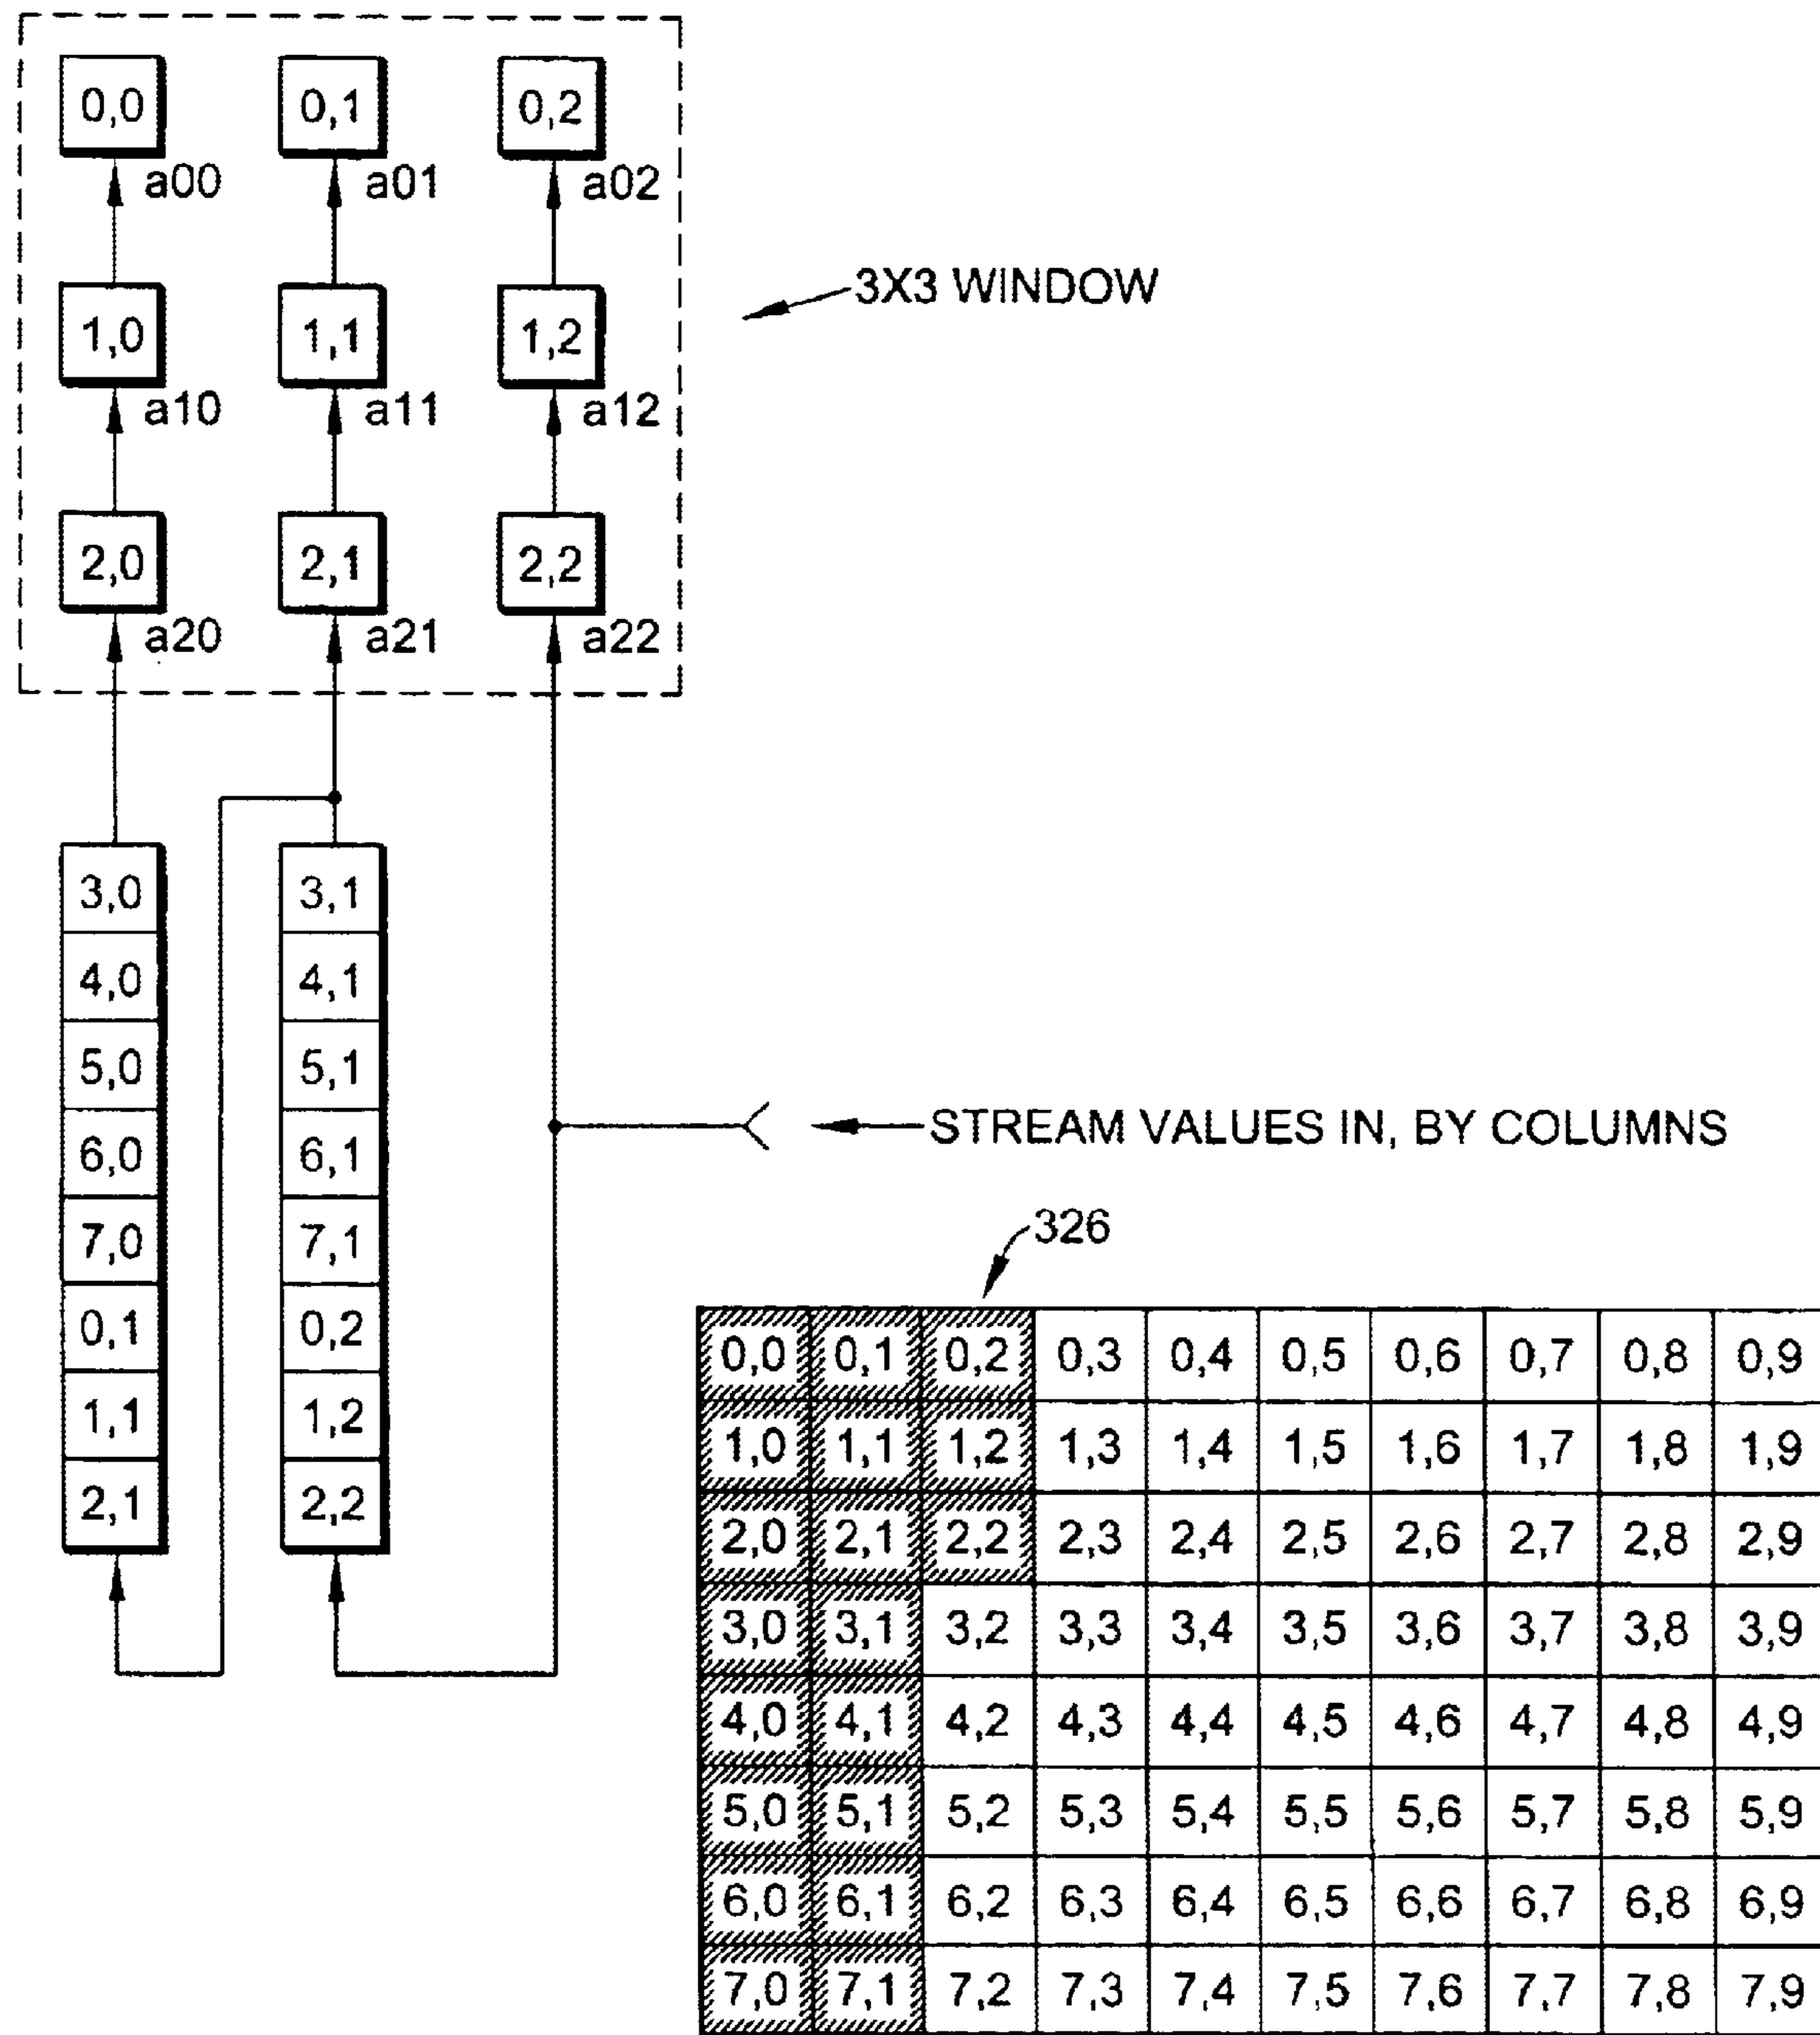 0,0 0,1 0,2
a00 a01 a02
3X3 WINDOW
1,0 1,1 1,2
a10 a11 a12
2,0 2,1 2,2
a20 a21 a22
3,0 3,1
4,0 4,1
5,0 5,1
6,0 6,1
7,0 7,1
0,1 0,2
1,1 1,2
2,1 2,2
STREAM VALUES IN, BY COLUMNS
326
0,0 0,1 0,2 0,3 0,4 0,5 0,6 0,7 0,8 0,9
1,0 1,1 1,2 1,3 1,4 1,5 1,6 1,7 1,8 1,9
2,0 2,1 2,2 2,3 2,4 2,5 2,6 2,7 2,8 2,9
3,0 3,1 3,2 3,3 3,4 3,5 3,6 3,7 3,8 3,9
4,0 4,1 4,2 4,3 4,4 4,5 4,6 4,7 4,8 4,9
5,0 5,1 5,2 5,3 5,4 5,5 5,6 5,7 5,8 5,9
6,0 6,1 6,2 6,3 6,4 6,5 6,6 6,7 6,8 6,9
7,0 7,1 7,2 7,3 7,4 7,5 7,6 7,7 7,8 7,9